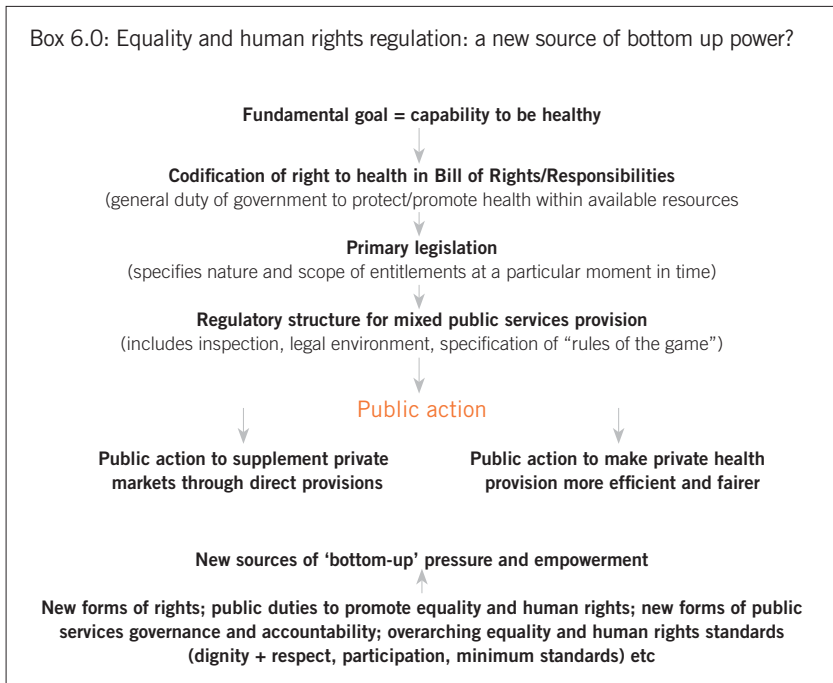 Box 6.0: Equality and human rights regulation: a new source of bottom up power?
Fundamental goal = capability to be healthy
Codification of right to health in Bill of Rights/Responsibilities
(general duty of government to protect/promote health within available resources
Primary legislation
(specifies nature and scope of entitlements at a particular moment in time)
Regulatory structure for mixed public services provision
(includes inspection, legal environment, specification of “rules of the game”)
Public action
Public action to supplement private
markets through direct provisions
Public action to make private health
provision more efficient and fairer
New sources of ‘bottom-up’ pressure and empowerment
New forms of rights; public duties to promote equality and human rights; new forms of public
services governance and accountability; overarching equality and human rights standards
(dignity + respect, participation, minimum standards) etc